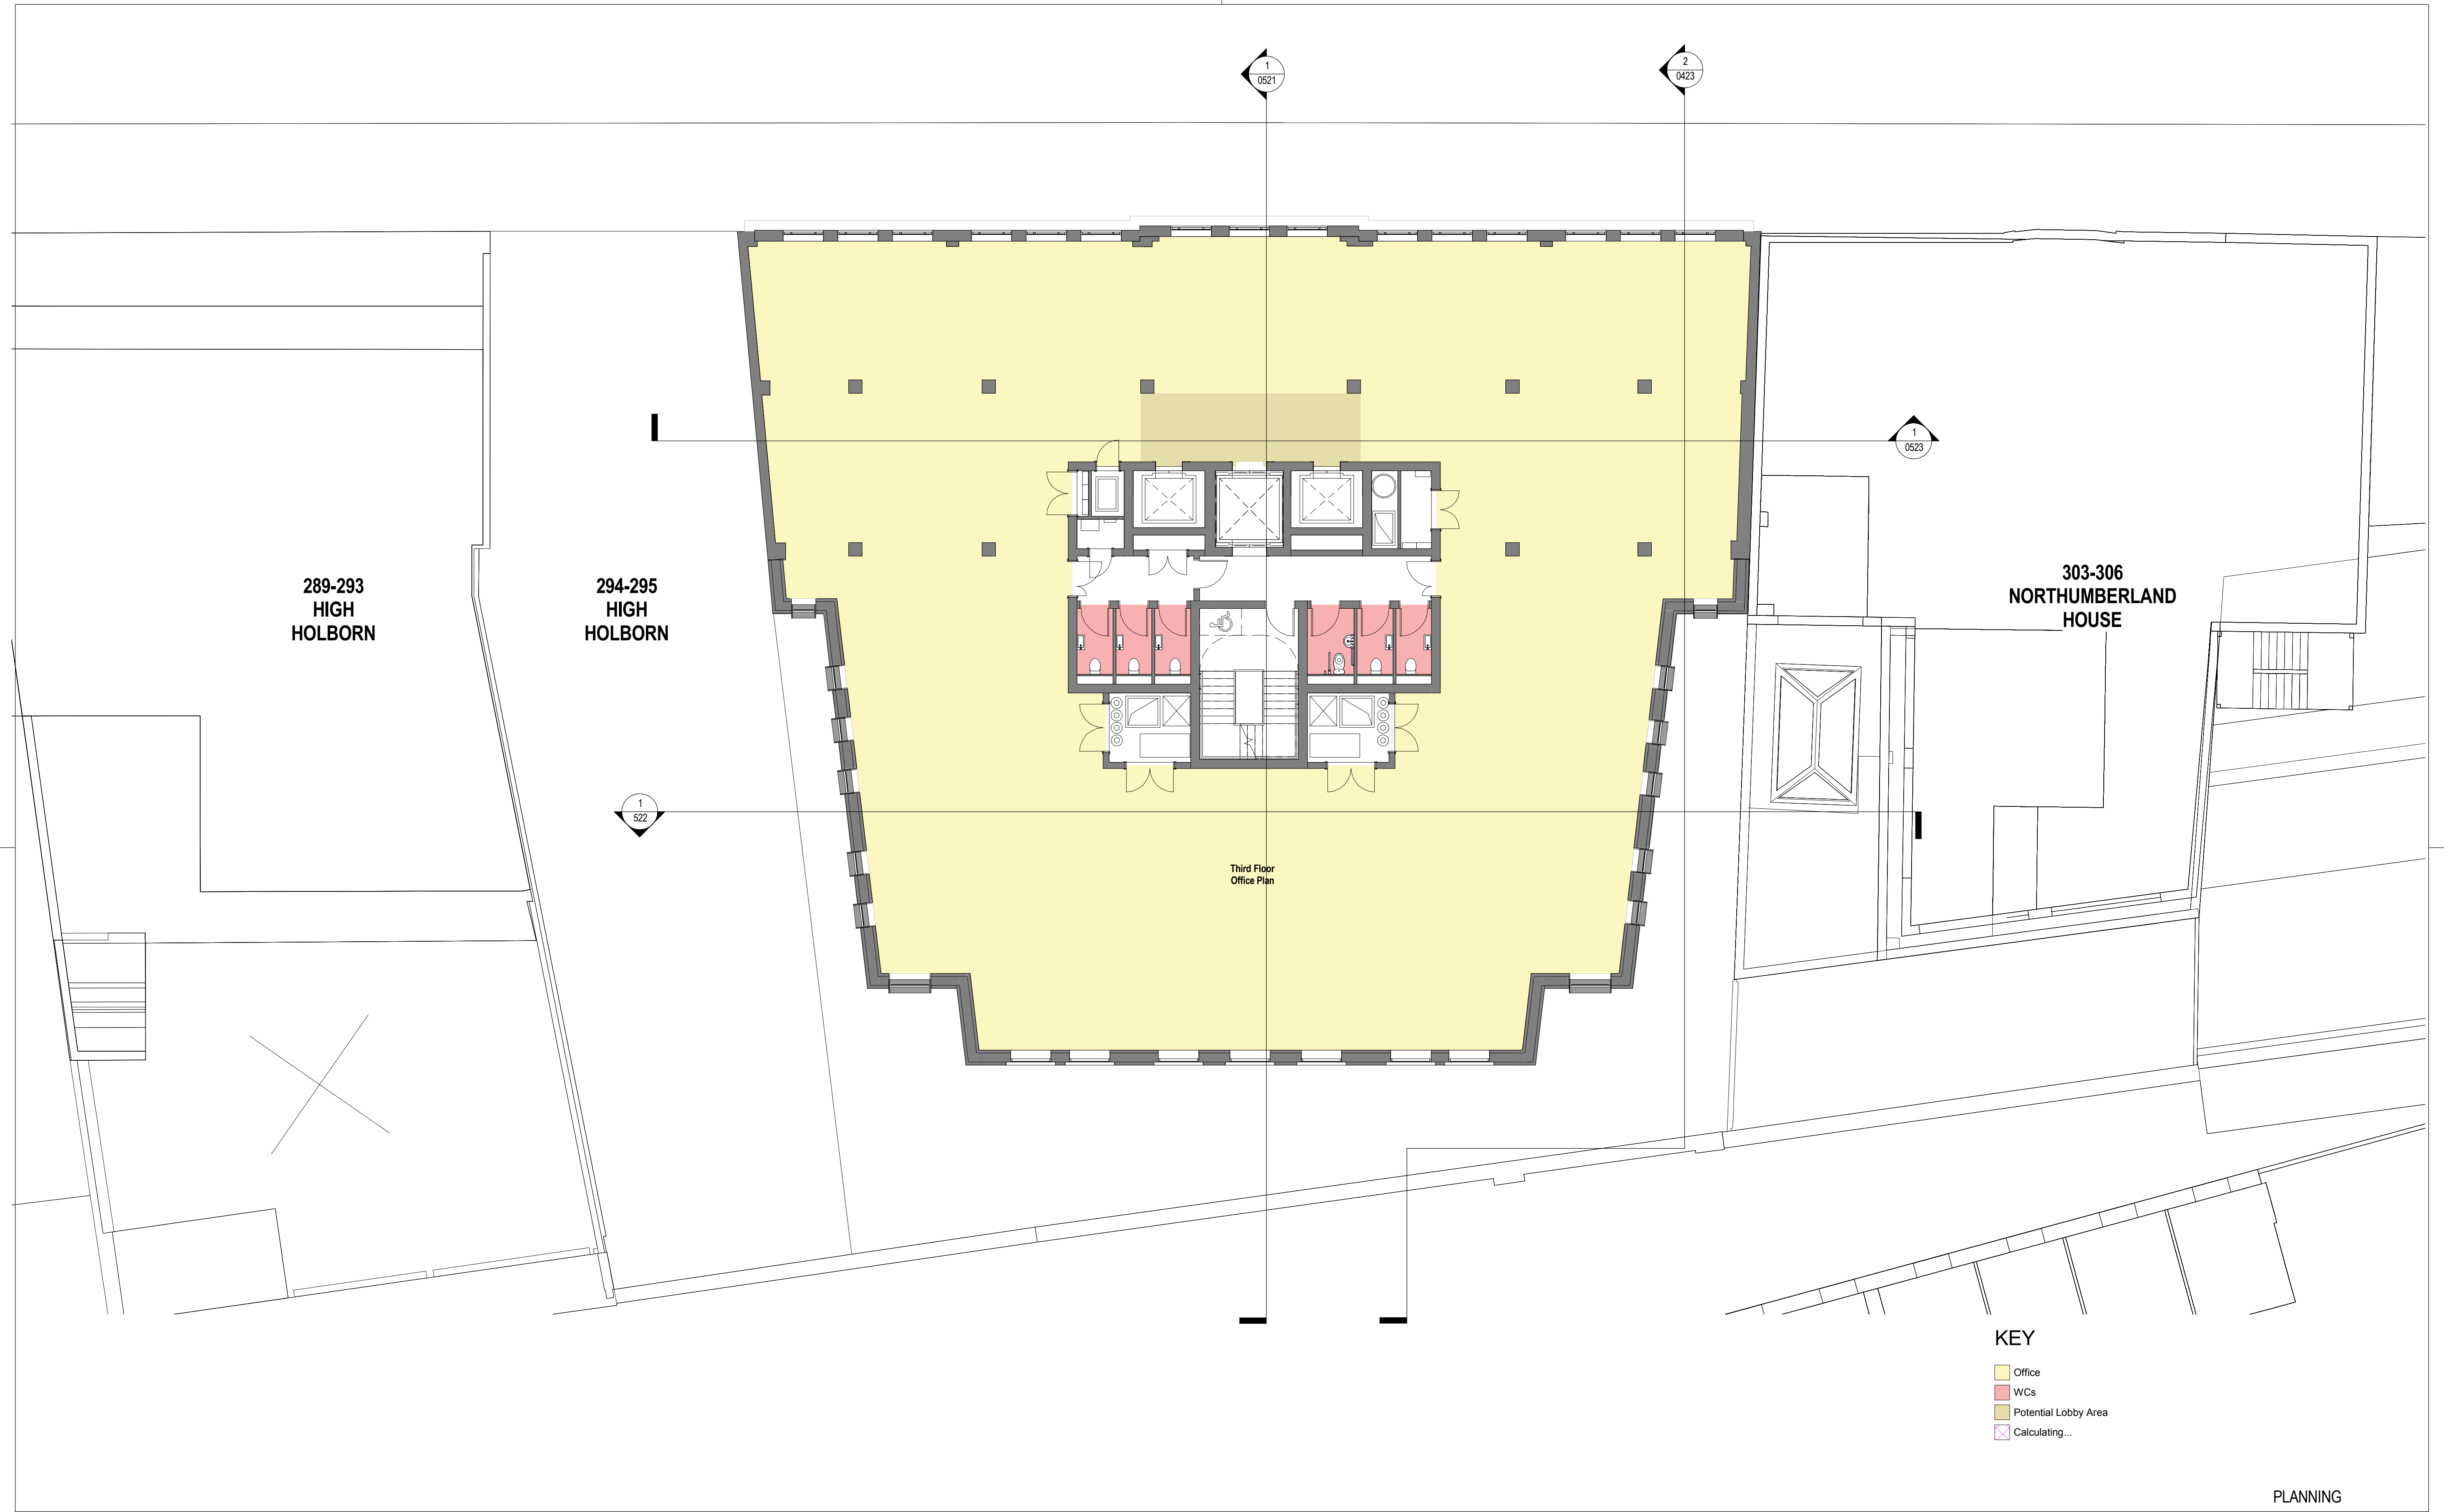 1
0521
2
0423
1
0523
289-293
HIGH
HOLBORN
294-295
HIGH
HOLBORN
303-306
NORTHUMBERLAND
HOUSE
1
522
Third Floor
Office Plan
KEY
Office
WCs
Potential Lobby Area
Calculating...
PLANNING